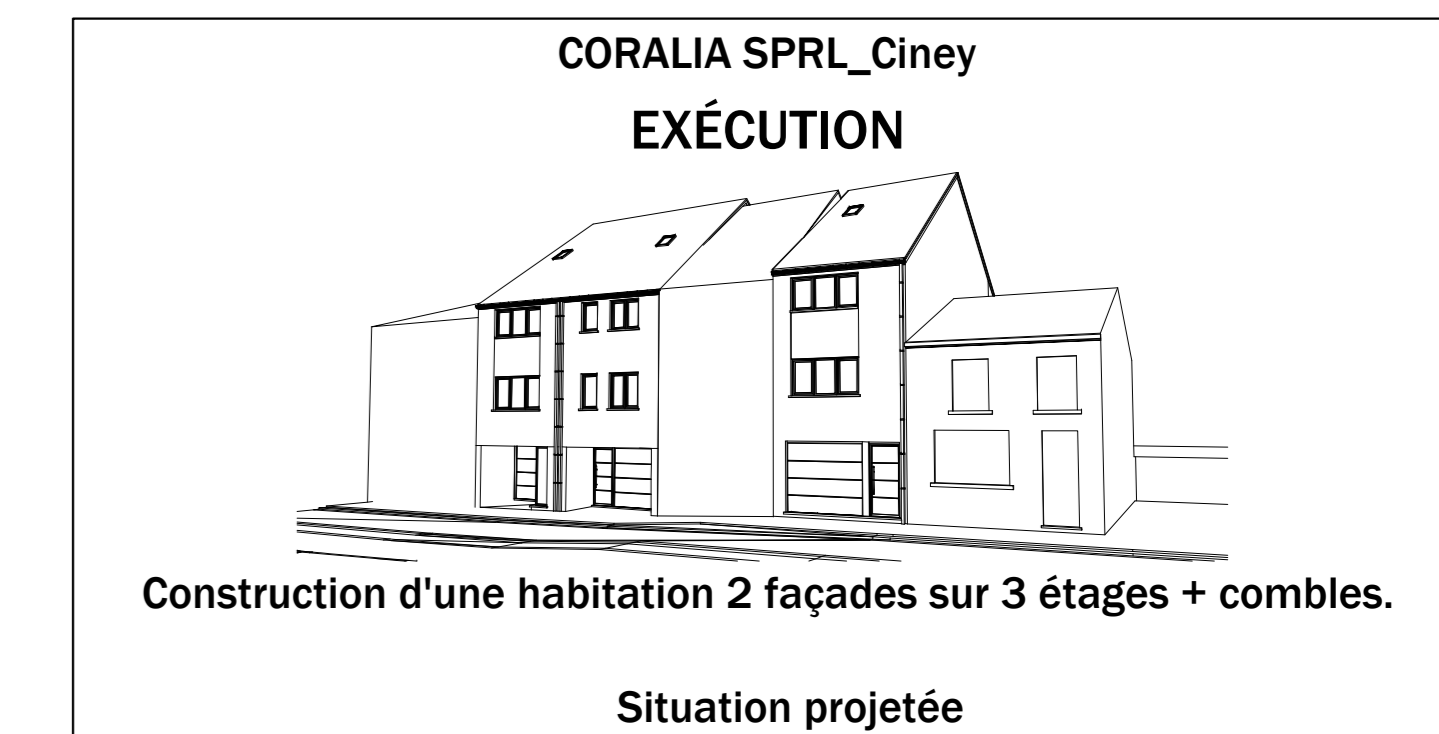 CORALIA SPRL_Ciney
EXÉCUTION
Construction d'une habitation 2 façades sur 3 étages + combles.
Situation projetée